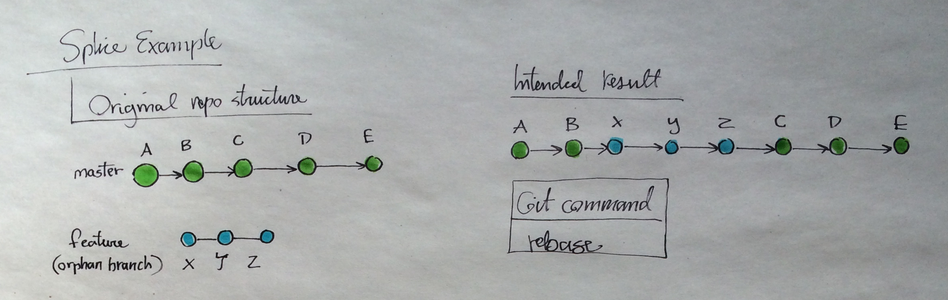 Splice Example
Original repo structure
A B C D E
master
feature
(orphan branch) X Y Z
Intended result
A B X Y Z C D E
Git command
rebase